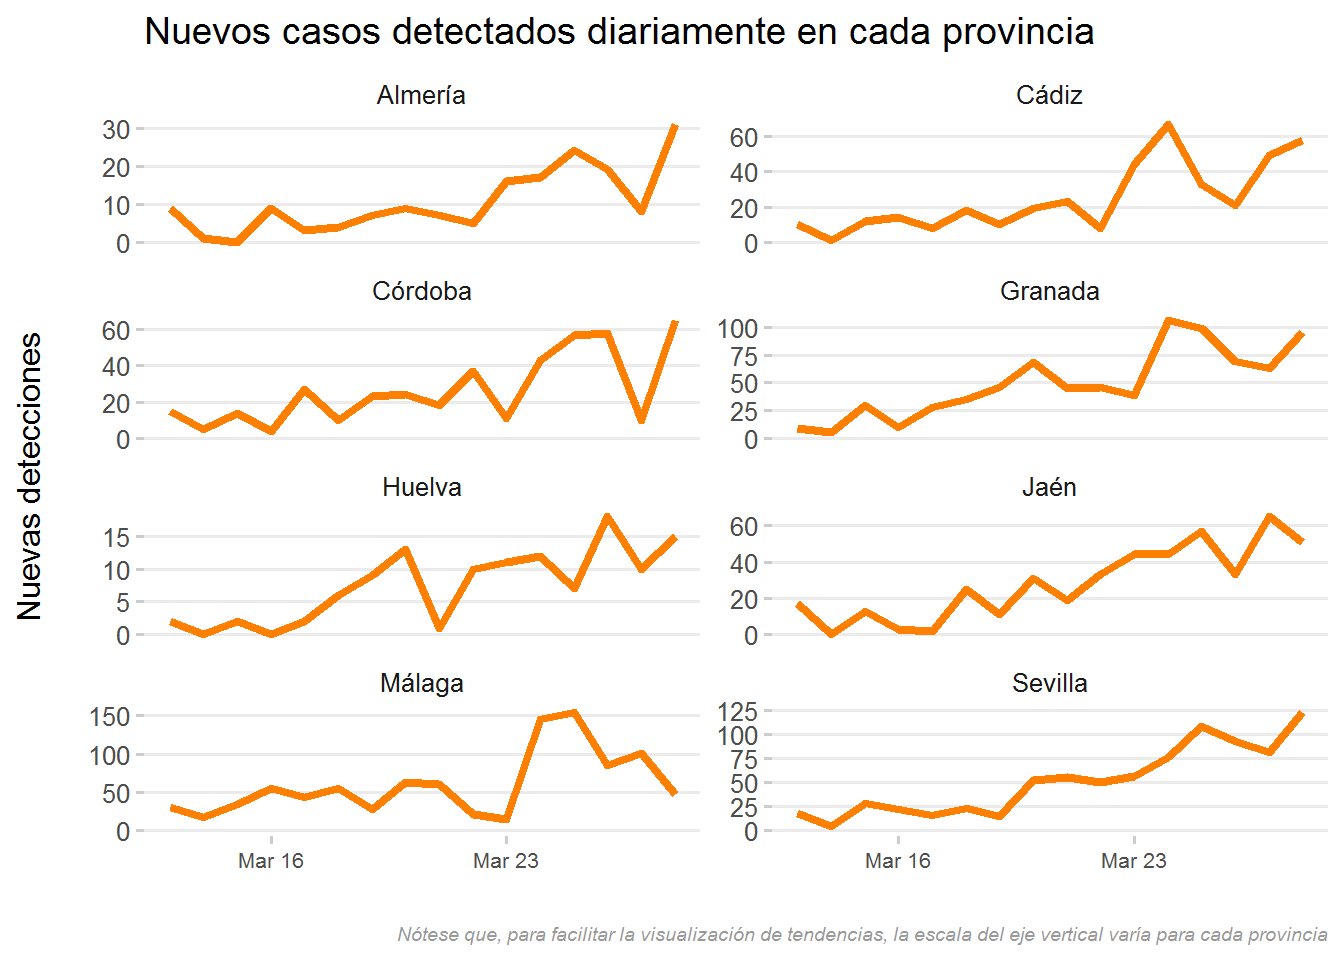 Nuevos casos detectados diariamente en cada provincia
Nuevas detecciones
Almería
30
20
10
0
Cádiz
60
40
20
0
Córdoba
60
40
20
0
Granada
100
75
50
25
0
Huelva
15
10
5
0
Jaén
60
40
20
0
Málaga
150
100
50
0
Mar 16 Mar 23
Sevilla
125
100
75
50
25
0
Mar 16 Mar 23
Nótese que, para facilitar la visualización de tendencias, la escala del eje vertical varía para cada provincia